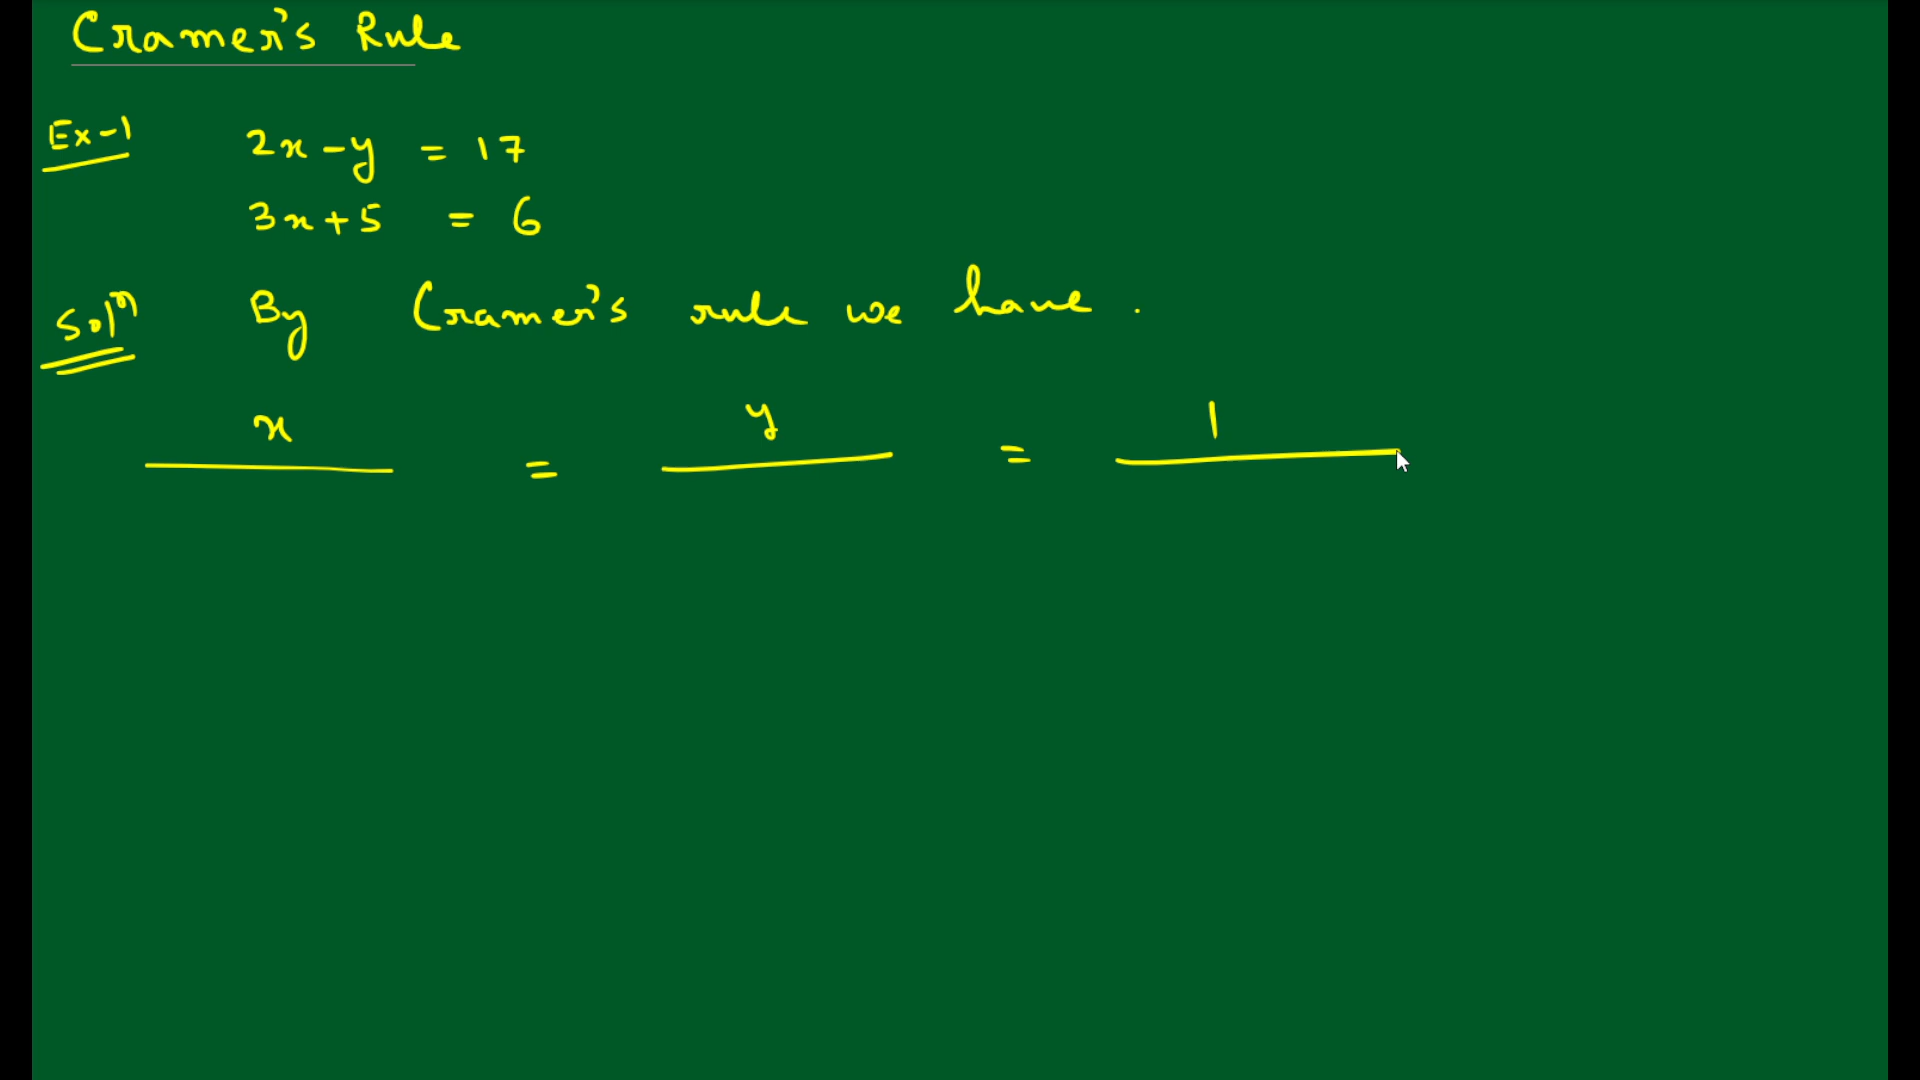 Cramer's Rule
Ex-1 2x - y = 17
3x + 5 = 6
Solⁿ By Cramer's rule we have .
x = y = 1